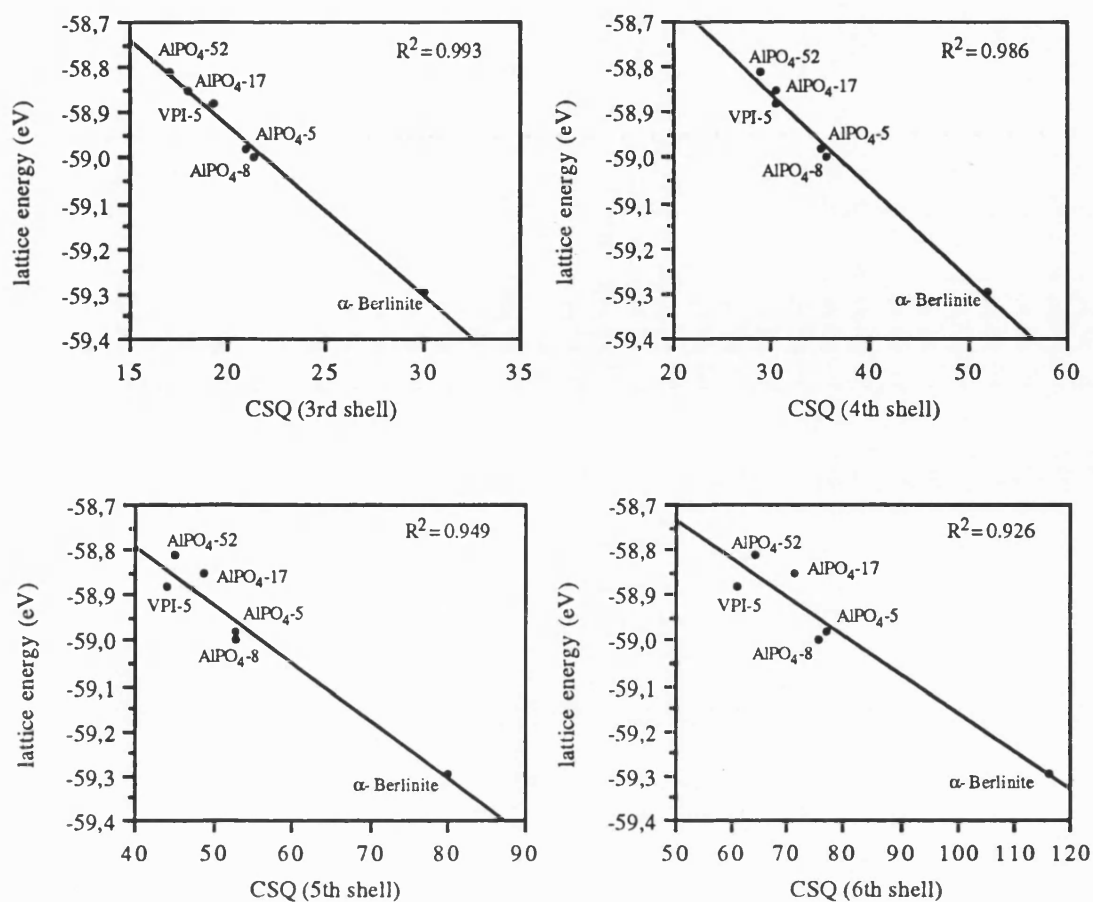 -58,7
-58,8
-58,9
-59,0
-59,1
-59,2
-59,3
-59,4
lattice energy (eV)
R²=0.993
AlPO₄-52
AlPO₄-17
VPI-5
AlPO₄-5
AlPO₄-8
α- Berlinite
15 20 25 30 35
CSQ (3rd shell)
-58,7
-58,8
-58,9
-59,0
-59,1
-59,2
-59,3
-59,4
lattice energy (eV)
R²=0.986
AlPO₄-52
AlPO₄-17
VPI-5
AlPO₄-5
AlPO₄-8
α- Berlinite
20 30 40 50 60
CSQ (4th shell)
-58,7
-58,8
-58,9
-59,0
-59,1
-59,2
-59,3
-59,4
lattice energy (eV)
R²=0.949
AlPO₄-52
AlPO₄-17
VPI-5
AlPO₄-5
AlPO₄-8
α- Berlinite
40 50 60 70 80 90
CSQ (5th shell)
-58,7
-58,8
-58,9
-59,0
-59,1
-59,2
-59,3
-59,4
lattice energy (eV)
R²=0.926
AlPO₄-52
AlPO₄-17
VPI-5
AlPO₄-5
AlPO₄-8
α- Berlinite
50 60 70 80 90 100 110 120
CSQ (6th shell)